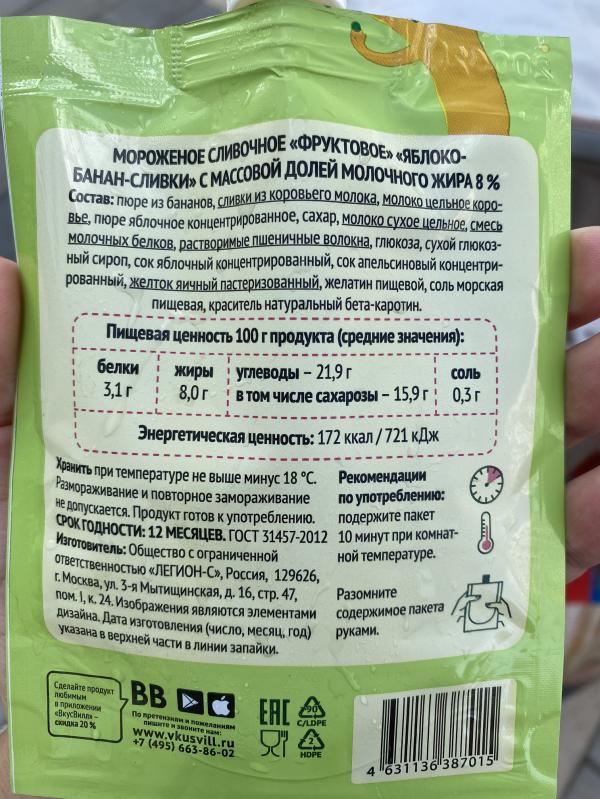 МОРОЖЕНОЕ СЛИВОЧНОЕ «ФРУКТОВОЕ» «ЯБЛОКО-
БАНАН-СЛИВКИ» С МАССОВОЙ ДОЛЕЙ МОЛОЧНОГО ЖИРА 8 %
Состав: пюре из бананов, сливки из коровьего молока, молоко цельное коро-
вье, пюре яблочное концентрированное, сахар, молоко сухое цельное, смесь
молочных белков, растворимые пшеничные волокна, глюкоза, сухой глюкоз-
ный сироп, сок яблочный концентрированный, сок апельсиновый концентри-
рованный, желток яичный пастеризованный, желатин пищевой, соль морская
пищевая, краситель натуральный бета-каротин.
Пищевая ценность 100 г продукта (средние значения):
белки
3,1 г
жиры
8,0 г
углеводы – 21,9 г
в том числе сахарозы – 15,9 г
соль
0,3 г
Энергетическая ценность: 172 ккал / 721 кДж
Хранить при температуре не выше минус 18 °С.
Размораживание и повторное замораживание
не допускается. Продукт готов к употреблению.
СРОК ГОДНОСТИ: 12 МЕСЯЦЕВ. ГОСТ 31457-2012
Изготовитель: Общество с ограниченной
ответственностью «ЛЕГИОН-С», Россия, 129626,
г. Москва, ул. 3-я Мытищинская, д. 16, стр. 47,
пом. I, к. 24. Изображения являются элементами
дизайна. Дата изготовления (число, месяц, год)
указана в верхней части в линии запайки.
Рекомендации
по употреблению:
подержите пакет
10 минут при комнат-
ной температуре.
Разомните
содержимое пакета
руками.
Сделайте продукт
любимым
в приложении
«ВкусВилл» –
скидка 20 %
ВВ
По претензиям и пожеланиям
пишите и звоните нам:
www.vkusvill.ru
+7 (495) 663-86-02
EAC
90
C/LDPE
2
HDPE
4 631136 387015